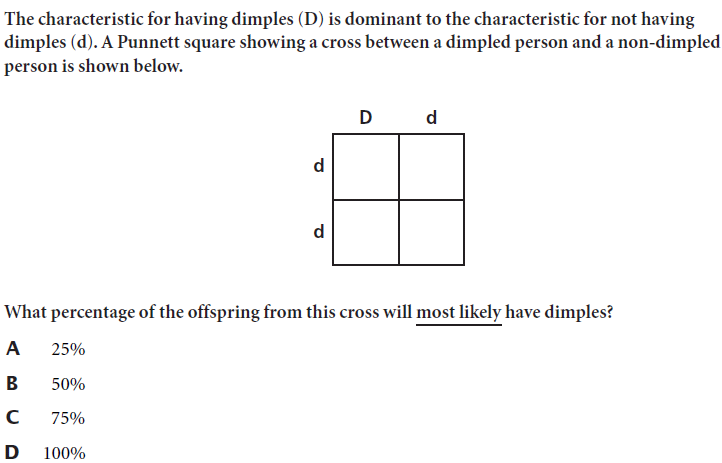 The characteristic for having dimples (D) is dominant to the characteristic for not having
dimples (d). A Punnett square showing a cross between a dimpled person and a non-dimpled
person is shown below.
D d
d
d
What percentage of the offspring from this cross will most likely have dimples?
A 25%
B 50%
C 75%
D 100%